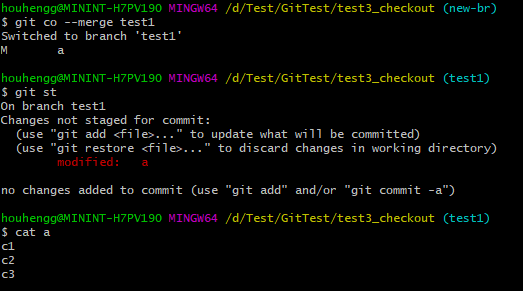 houhengg@MININT-H7PV190 MINGW64 /d/Test/GitTest/test3_checkout (new-br)
$ git co --merge test1
Switched to branch 'test1'
M       a
houhengg@MININT-H7PV190 MINGW64 /d/Test/GitTest/test3_checkout (test1)
$ git st
On branch test1
Changes not staged for commit:
  (use "git add <file>..." to update what will be committed)
  (use "git restore <file>..." to discard changes in working directory)
        modified:   a
no changes added to commit (use "git add" and/or "git commit -a")
houhengg@MININT-H7PV190 MINGW64 /d/Test/GitTest/test3_checkout (test1)
$ cat a
c1
c2
c3